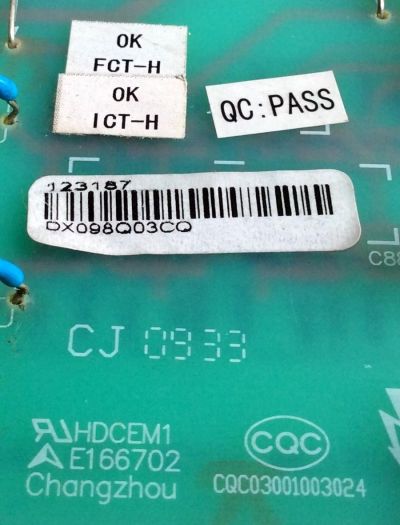 OK
FCT-H
OK
ICT-H
QC:PASS
123187
DX098Q03CQ
C88
CJ 0933
HDCEM1
E166702
Changzhou
CQC
CQC03001003024